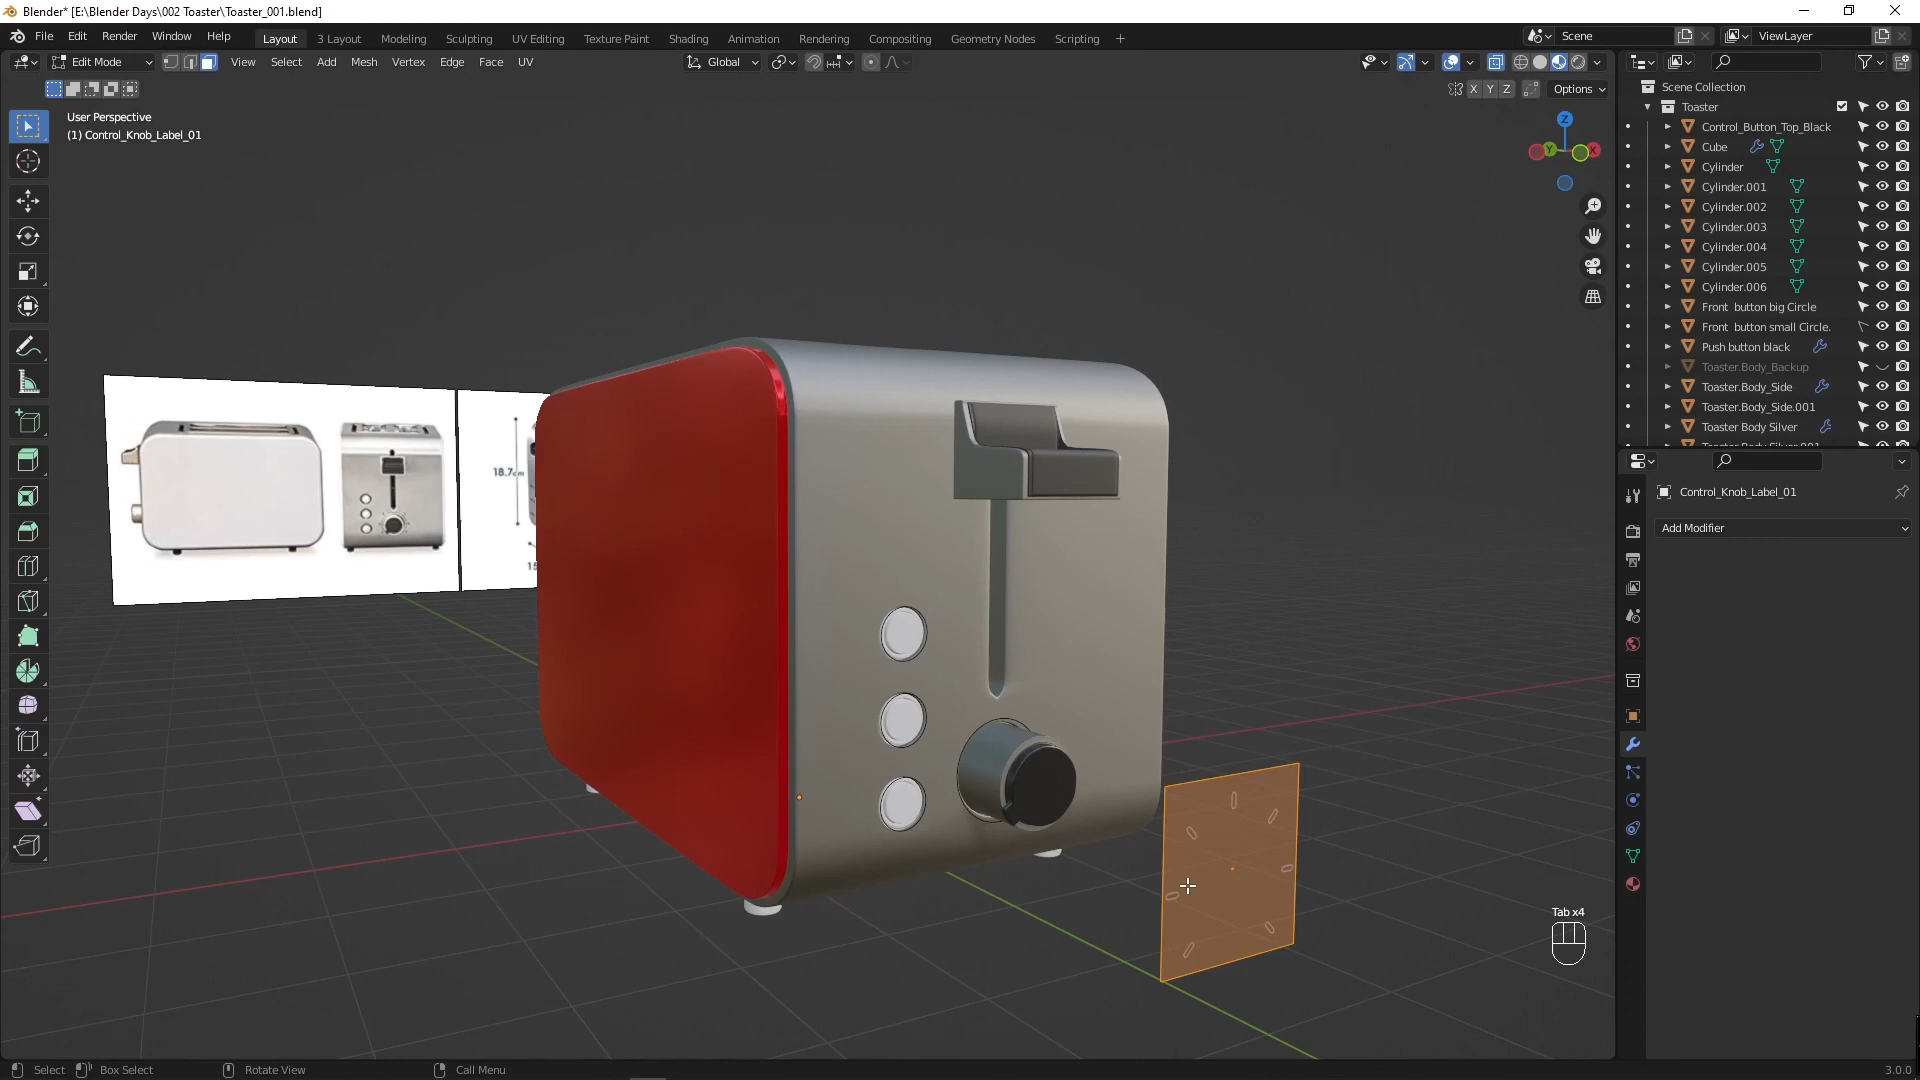 Blender* [E:\Blender Days\002 Toaster\Toaster_001.blend]
File Edit Render Window Help
Layout 3 Layout Modeling Sculpting UV Editing Texture Paint Shading Animation Rendering Compositing Geometry Nodes Scripting +
Scene
ViewLayer
Edit Mode
View Select Add Mesh Vertex Edge Face UV
Global
X Y Z Options
User Perspective
(1) Control_Knob_Label_01
Z
Y
X
18.7cm
Scene Collection
Toaster
Control_Button_Top_Black
Cube
Cylinder
Cylinder.001
Cylinder.002
Cylinder.003
Cylinder.004
Cylinder.005
Cylinder.006
Front button big Circle
Front button small Circle.
Push button black
Toaster.Body_Backup
Toaster.Body_Side
Toaster.Body_Side.001
Toaster Body Silver
Control_Knob_Label_01
Add Modifier
Tab x4
Select Box Select Rotate View Call Menu
3.0.0